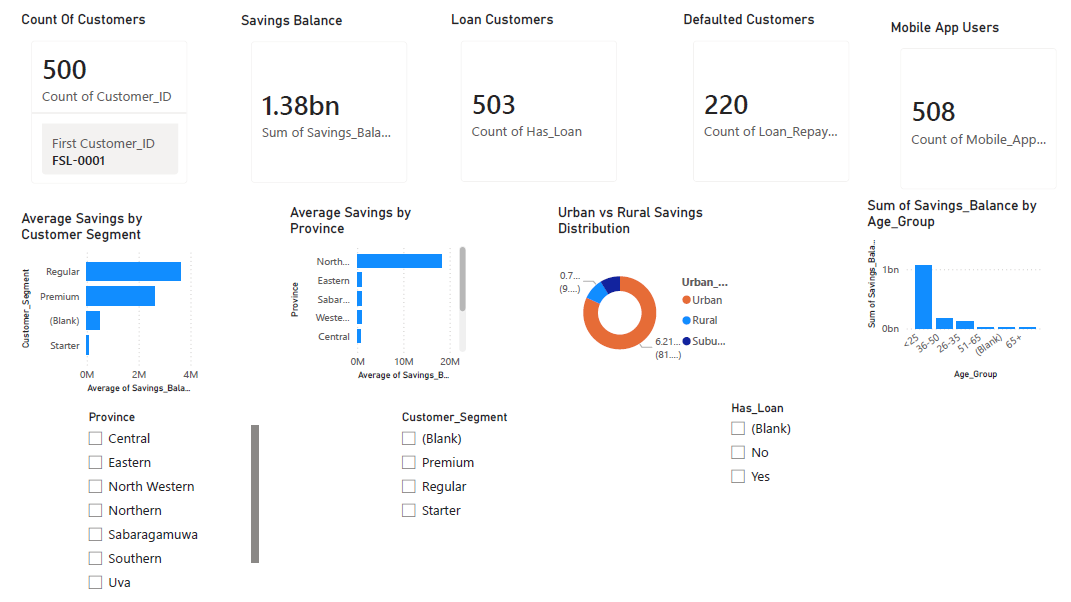 Count Of Customers
500
Count of Customer_ID
First Customer_ID
FSL-0001
Savings Balance
1.38bn
Sum of Savings_Bala...
Loan Customers
503
Count of Has_Loan
Defaulted Customers
220
Count of Loan_Repay...
Mobile App Users
508
Count of Mobile_App...
Average Savings by
Customer Segment
Customer_Segment
Regular
Premium
(Blank)
Starter
0M
2M
4M
Average of Savings_Bala...
Average Savings by
Province
Province
North...
Eastern
Sabar...
Weste...
Central
0M
10M
20M
Average of Savings_B...
Urban vs Rural Savings
Distribution
0.7...
(9....)
6.21...
(81....)
Urban_...
Urban
Rural
Subu...
Sum of Savings_Balance by
Age_Group
Sum of Savings_Bala...
1bn
0bn
<25
36-50
26-35
51-65
(Blank)
65+
Age_Group
Province
Central
Eastern
North Western
Northern
Sabaragamuwa
Southern
Uva
Customer_Segment
(Blank)
Premium
Regular
Starter
Has_Loan
(Blank)
No
Yes